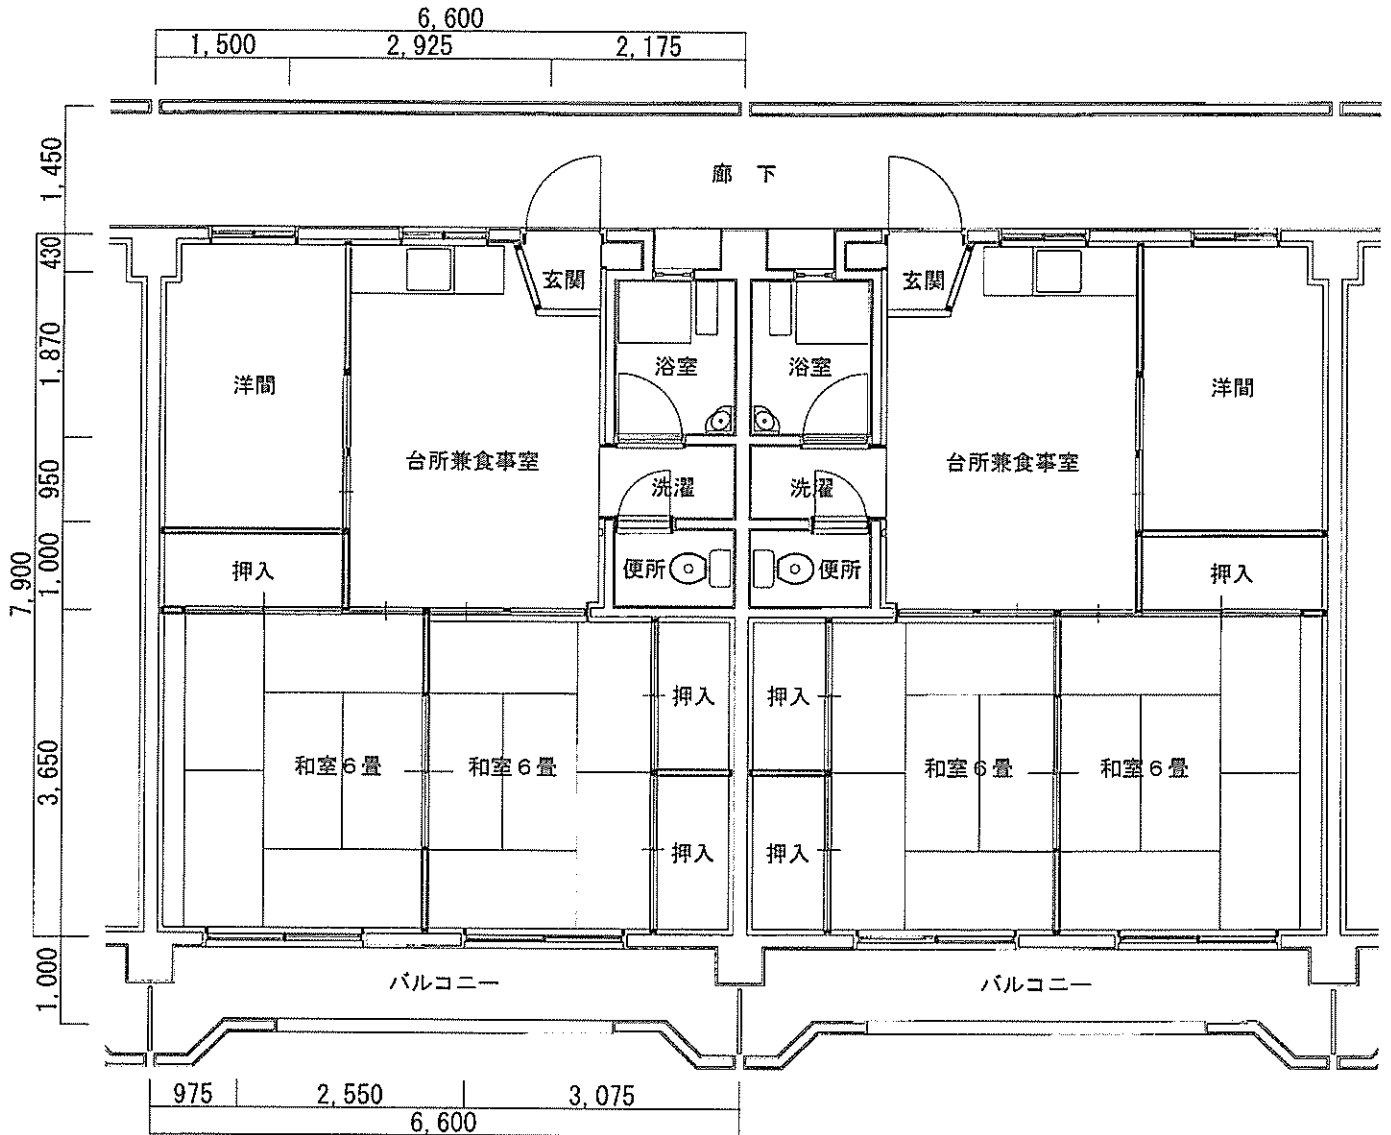 6,600
1,500 2,925 2,175
1,450
廊 下
430
玄関 玄関
1,870
浴室 浴室
洋間 洋間
台所兼食事室 台所兼食事室
950
洗濯 洗濯
7,900
1,000
押入 便所 便所 押入
押入 押入
3,650
和室6畳 和室6畳 和室6畳 和室6畳
押入 押入
1,000
バルコニー バルコニー
975 2,550 3,075
6,600